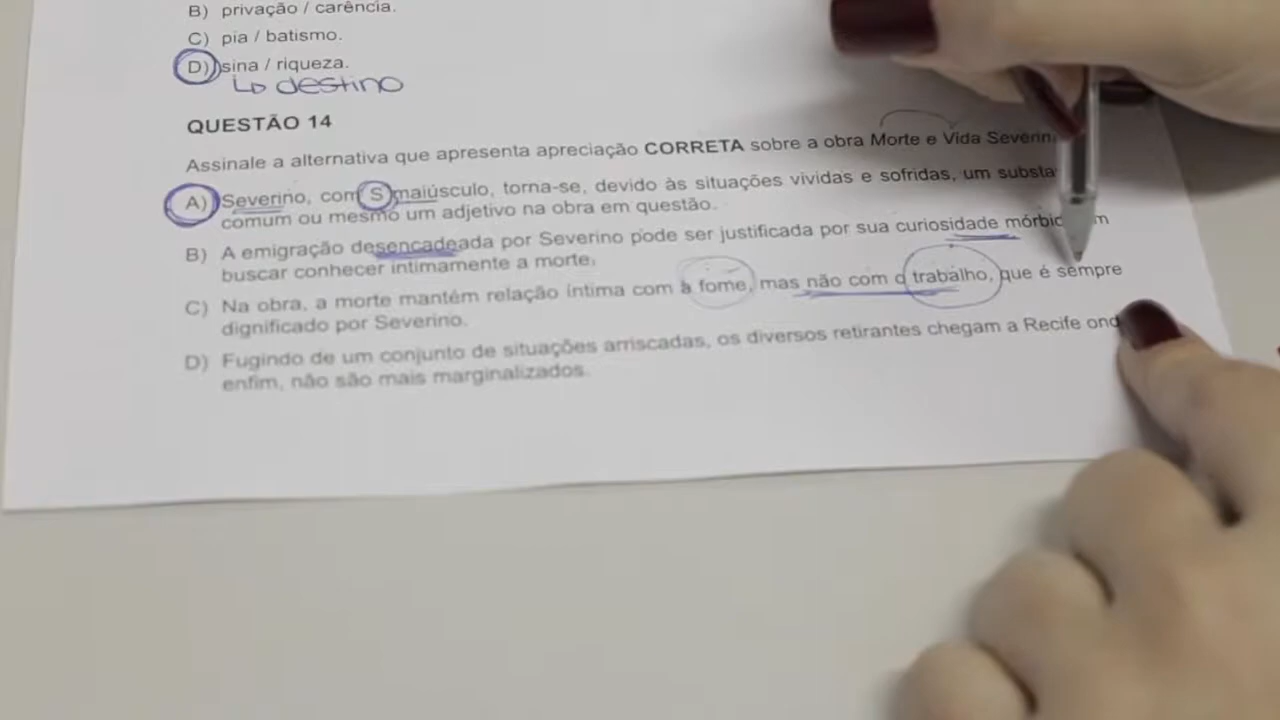 B) privação / carência.
C) pia / batismo.
D) sina / riqueza.
↳ destino
QUESTÃO 14
Assinale a alternativa que apresenta apreciação CORRETA sobre a obra Morte e Vida Severin
A) Severino, com S maiúsculo, torna-se, devido às situações vividas e sofridas, um substa
comum ou mesmo um adjetivo na obra em questão.
B) A emigração desencadeada por Severino pode ser justificada por sua curiosidade mórbid m
buscar conhecer intimamente a morte.
C) Na obra, a morte mantém relação íntima com a fome, mas não com o trabalho, que é sempre
dignificado por Severino.
D) Fugindo de um conjunto de situações arriscadas, os diversos retirantes chegam a Recife ond
enfim, não são mais marginalizados.